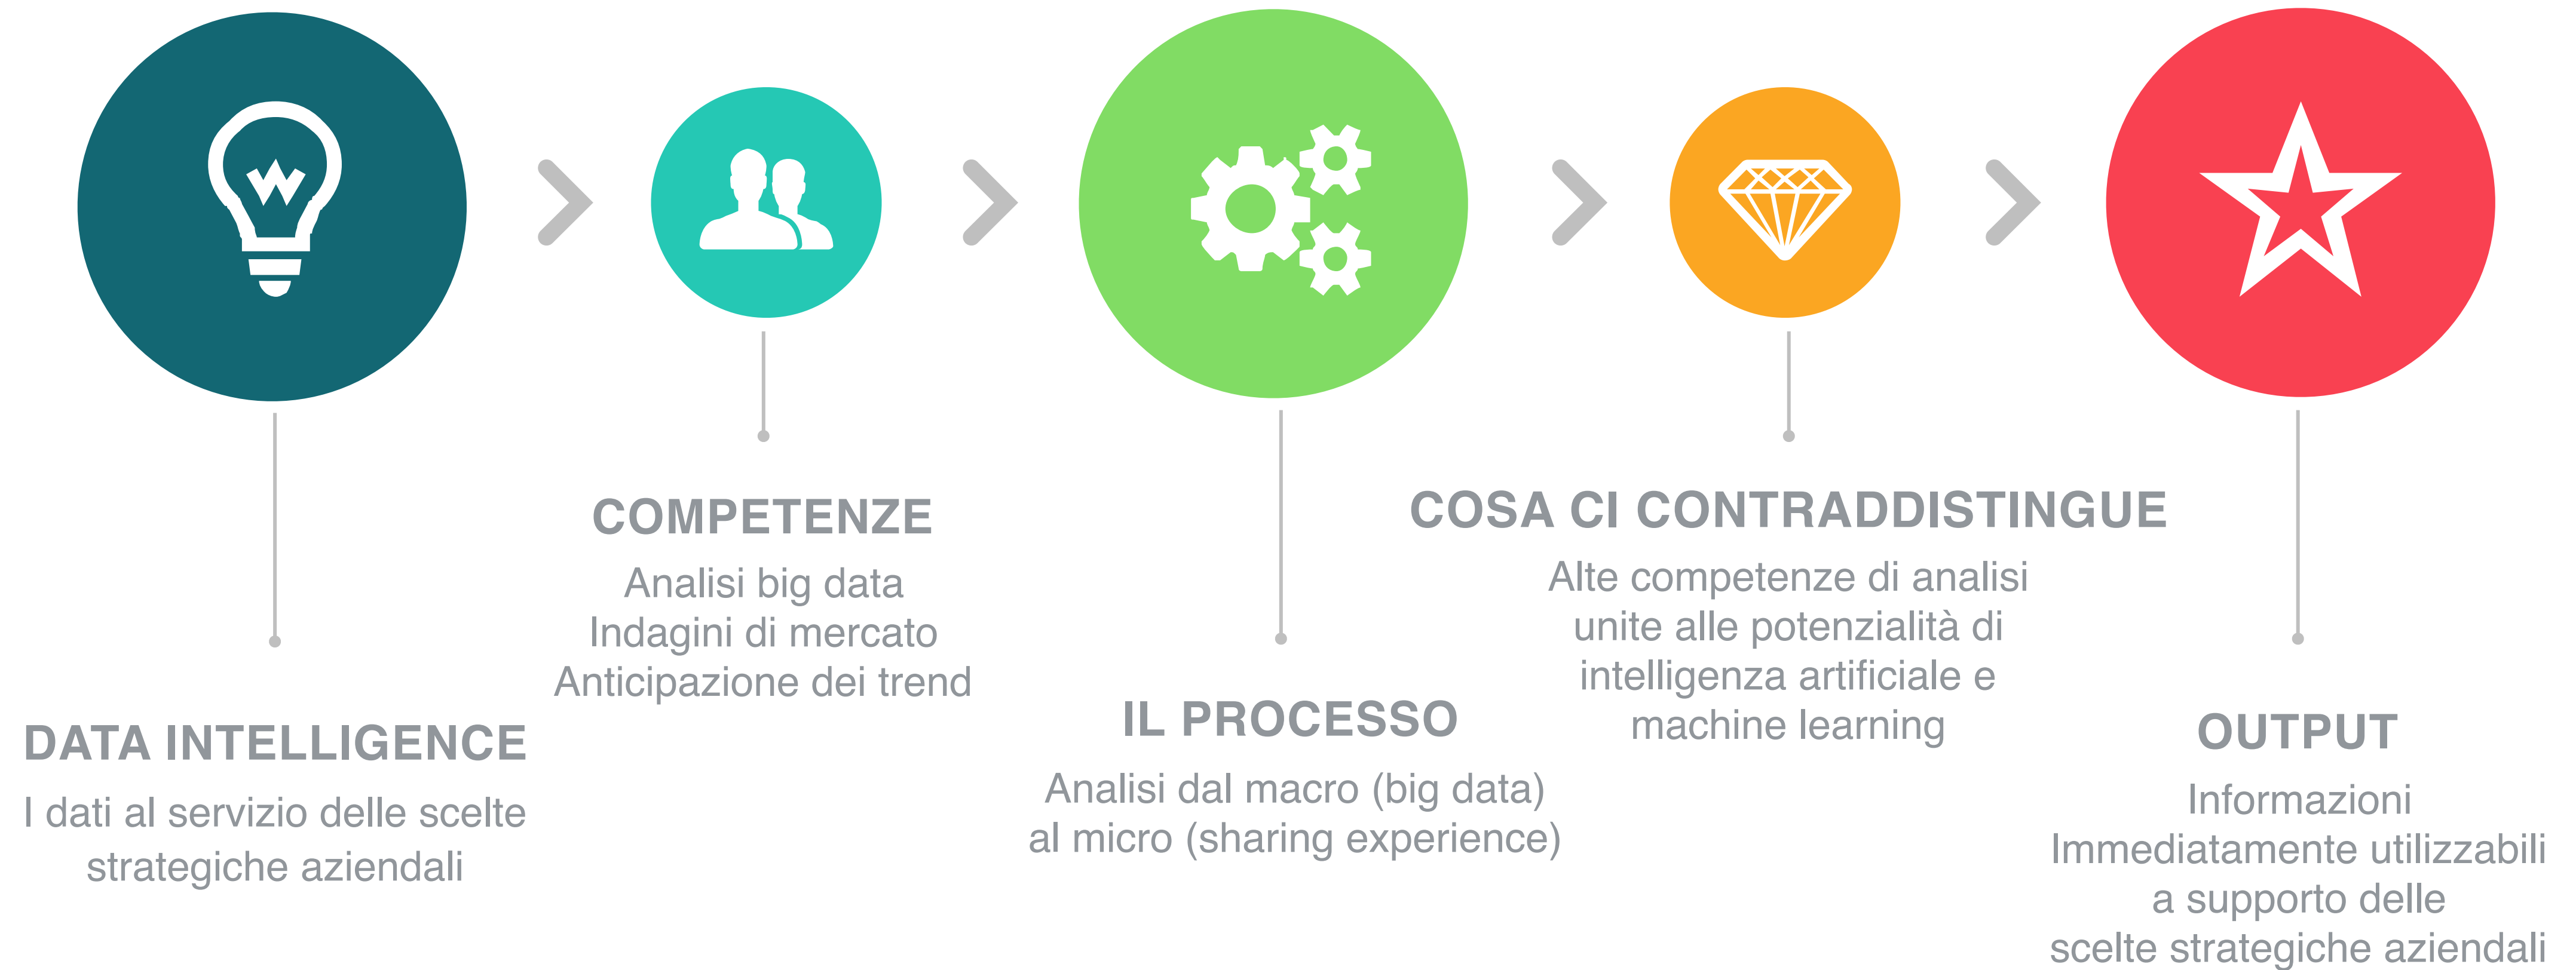 DATA INTELLIGENCE
I dati al servizio delle scelte
strategiche aziendali
COMPETENZE
Analisi big data
Indagini di mercato
Anticipazione dei trend
IL PROCESSO
Analisi dal macro (big data)
al micro (sharing experience)
COSA CI CONTRADDISTINGUE
Alte competenze di analisi
unite alle potenzialità di
intelligenza artificiale e
machine learning
OUTPUT
Informazioni
Immediatamente utilizzabili
a supporto delle
scelte strategiche aziendali